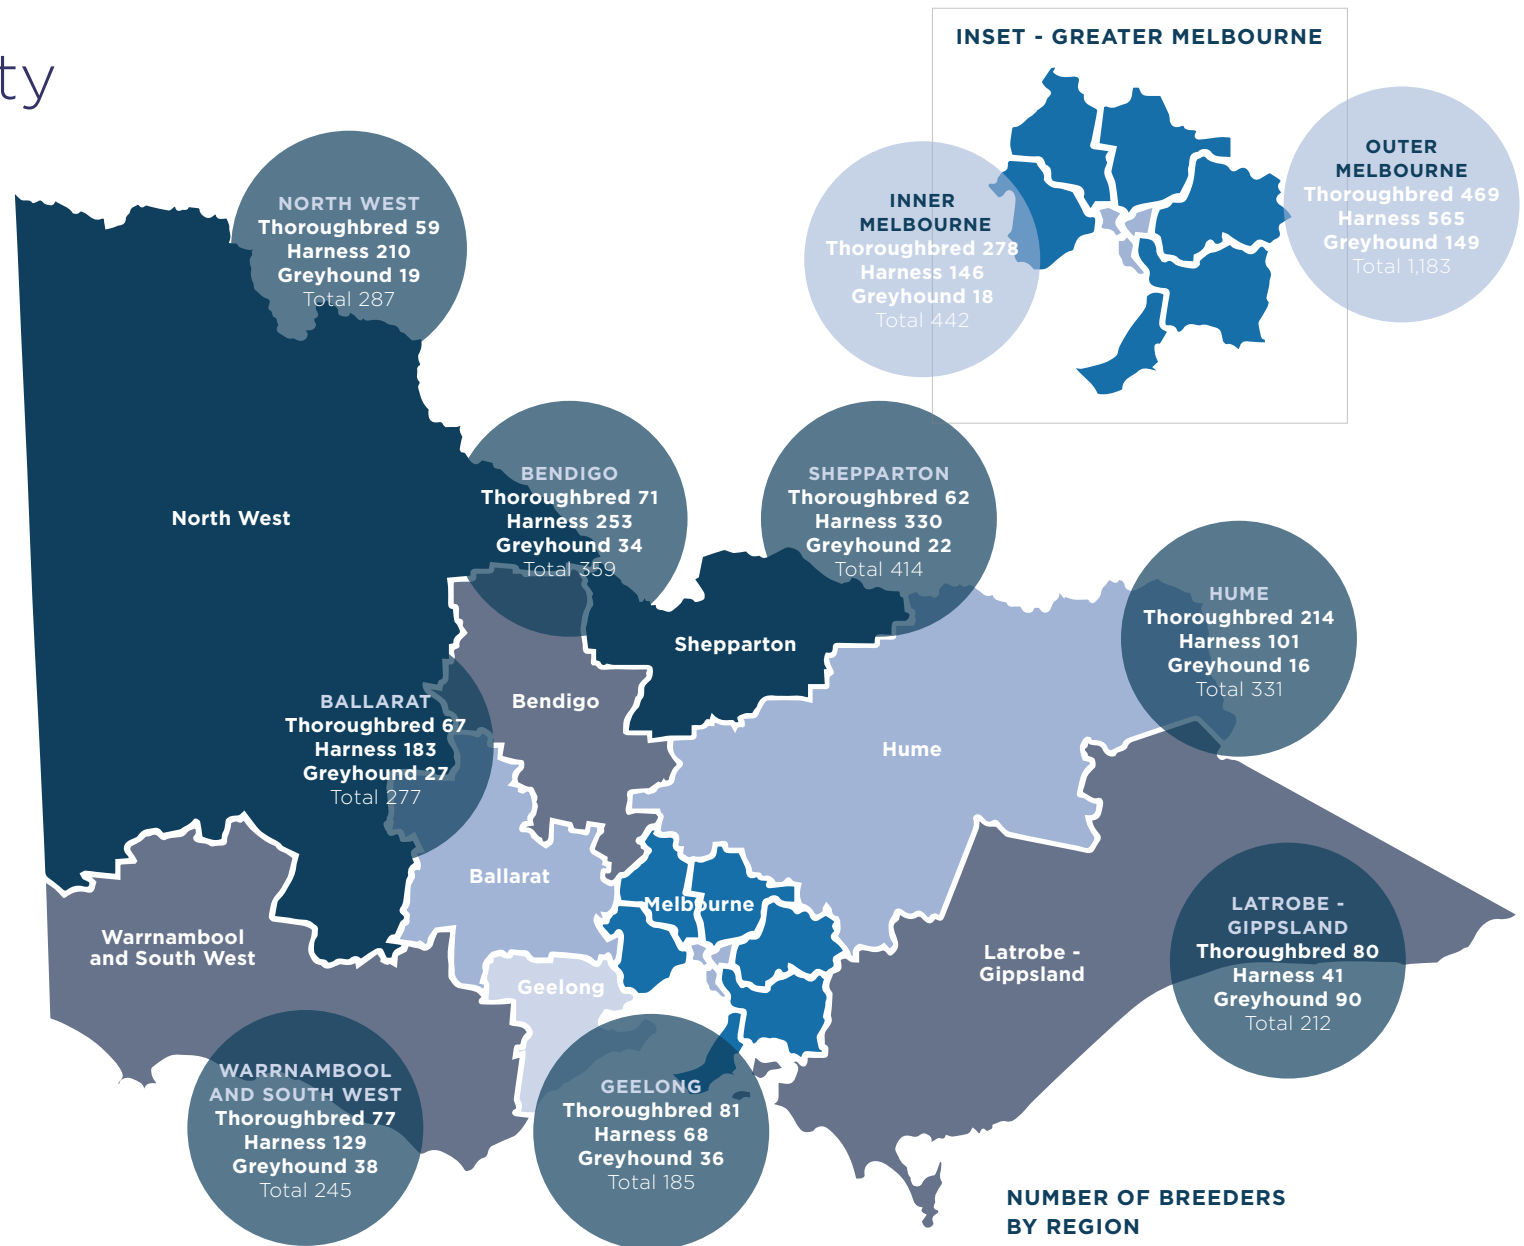 ty
INSET - GREATER MELBOURNE
OUTER
MELBOURNE
Thoroughbred 469
Harness 565
Greyhound 149
Total 1,183
INNER
MELBOURNE
Thoroughbred 278
Harness 146
Greyhound 18
Total 442
NORTH WEST
Thoroughbred 59
Harness 210
Greyhound 19
Total 287
BENDIGO
Thoroughbred 71
Harness 253
Greyhound 34
Total 359
SHEPPARTON
Thoroughbred 62
Harness 330
Greyhound 22
Total 414
North West
HUME
Thoroughbred 214
Harness 101
Greyhound 16
Total 331
Shepparton
Bendigo
BALLARAT
Thoroughbred 67
Harness 183
Greyhound 27
Total 277
Hume
Ballarat
Melbourne
LATROBE -
GIPPSLAND
Thoroughbred 80
Harness 41
Greyhound 90
Total 212
Warrnambool
and South West
Latrobe -
Gippsland
Geelong
WARRNAMBOOL
AND SOUTH WEST
Thoroughbred 77
Harness 129
Greyhound 38
Total 245
GEELONG
Thoroughbred 81
Harness 68
Greyhound 36
Total 185
NUMBER OF BREEDERS
BY REGION